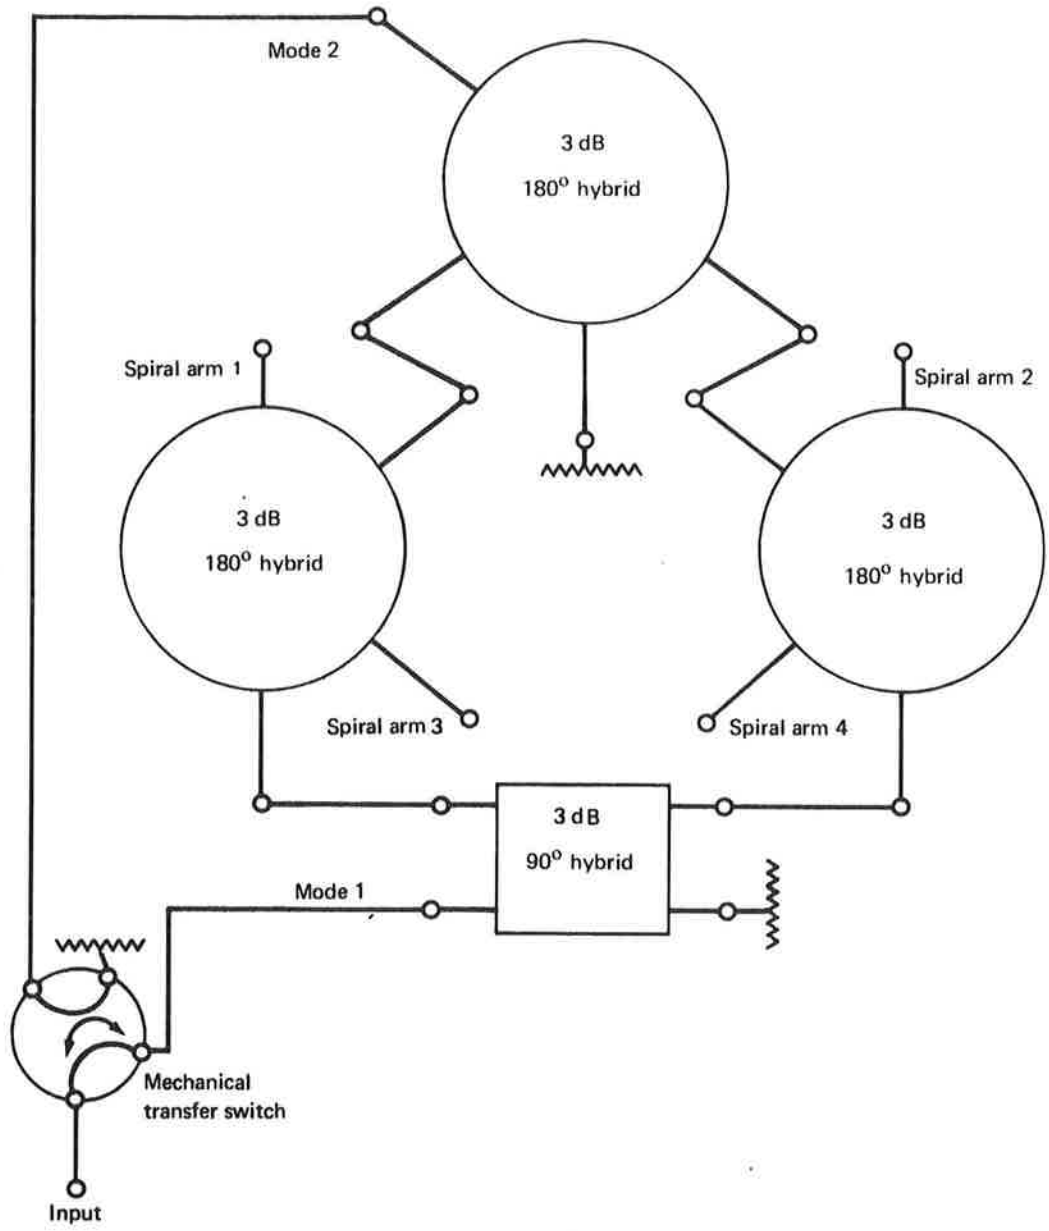 Mode 2
3 dB
180° hybrid
Spiral arm 1
Spiral arm 2
3 dB
180° hybrid
3 dB
180° hybrid
Spiral arm 3
Spiral arm 4
3 dB
90° hybrid
Mode 1
Mechanical
transfer switch
Input